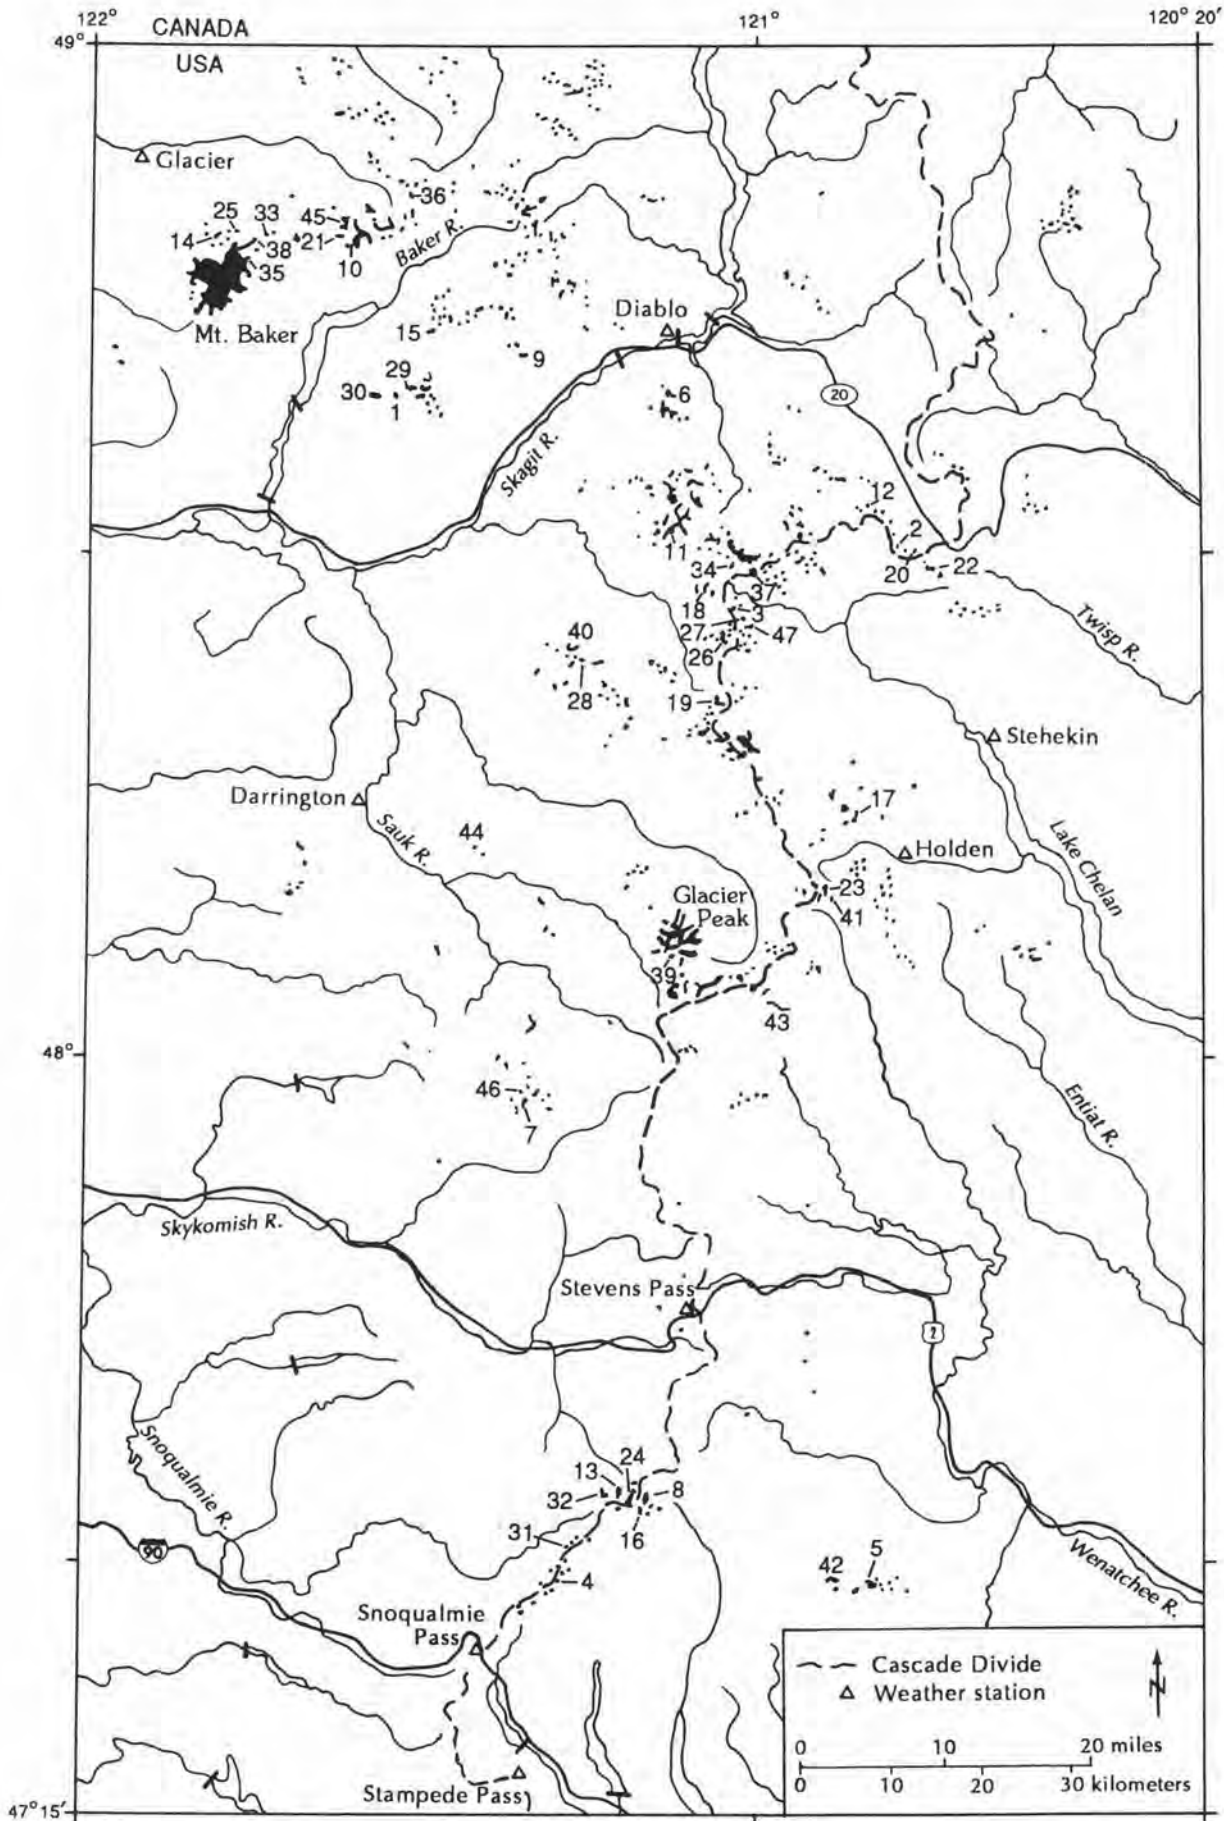 122° 121° 120° 20'
CANADA
49°
USA
Glacier
36
25 33 45
14 38 21
35 10
Baker R.
Mt. Baker
Diablo
15
9
29
30
1
6
20
Skagit R.
12
2
11
34 20 22
37
18 3
27 47
26
40
28
19
Twisp R.
Stehekin
Darrington
17
Sauk R.
44
Holden
Lake Chelan
Glacier
Peak
23
41
39
43
48°
46
7
Entiat R.
Skykomish R.
Stevens Pass
2
Snoqualmie R.
24
13
32 8
16
31
90
4
42 5
Wenatchee R.
Snoqualmie
Pass
Cascade Divide
Weather station
N
0 10 20 miles
0 10 20 30 kilometers
Stampede Pass
47° 15'